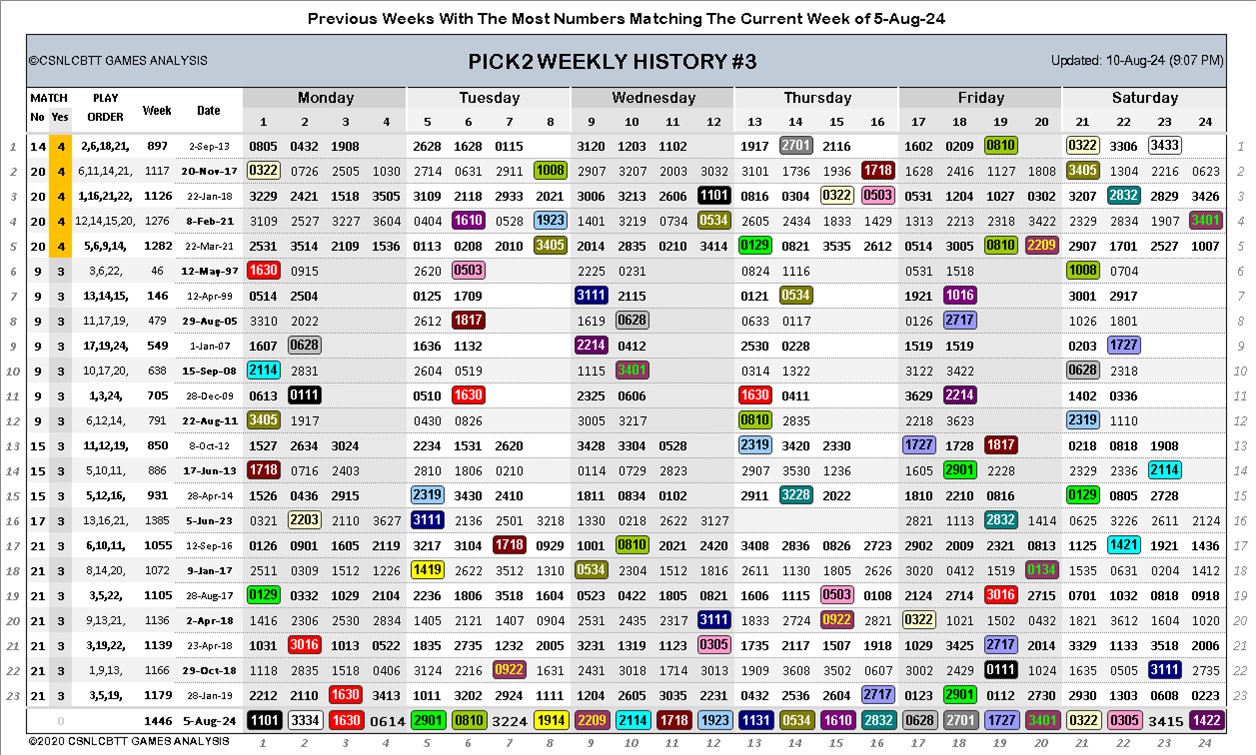 Previous Weeks With The Most Numbers Matching The Current Week of 5-Aug-24
©CSNLCBTT GAMES ANALYSIS PICK2 WEEKLY HISTORY #3 Updated: 10-Aug-24 (9:07 PM)
MATCH PLAY Week Date Monday Tuesday Wednesday Thursday Friday Saturday
No Yes ORDER 1 2 3 4 5 6 7 8 9 10 11 12 13 14 15 16 17 18 19 20 21 22 23 24
1 14 4 2,6,18,21, 897 2-Sep-13 0805 0432 1908 2628 1628 0115 3120 1203 1102 1917 2701 2116 1602 0209 0810 0322 3306 3433 1
2 20 4 6,11,14,21, 1117 20-Nov-17 0322 0726 2505 1030 2714 0631 2911 1008 2907 3207 2003 3032 3101 1736 1936 1718 1628 2416 1127 1808 3405 1304 2216 0623 2
3 20 4 1,16,21,22, 1126 22-Jan-18 3229 2421 1518 3505 3109 2118 2933 2021 3006 3213 2606 1101 0816 0304 0322 0503 0531 1204 1027 0302 3207 2832 2829 3426 3
4 20 4 12,14,15,20, 1276 8-Feb-21 3109 2527 3227 3604 0404 1610 0528 1923 1401 3219 0734 0534 2605 2434 1833 1429 3313 2213 2318 3422 2329 2834 1907 3401 4
5 20 4 5,6,9,14, 1282 22-Mar-21 2531 3514 2109 1536 0113 0208 2010 3405 2014 2835 0210 3414 0129 0821 3535 2612 0514 3005 0810 2209 2907 1701 2527 1007 5
6 9 3 3,6,22, 46 12-May-97 1630 0915 2620 0503 2225 0231 0824 1116 0531 1518 1008 0704 6
7 9 3 13,14,15, 146 12-Apr-99 0514 2504 0125 1709 3111 2115 0121 0534 1921 1016 3001 2917 7
8 9 3 11,17,19, 479 29-Aug-05 3310 2022 2612 1817 1619 0628 0633 0117 0126 2717 1026 1801 8
9 9 3 17,19,24, 549 1-Jan-07 1607 0628 1636 1132 2214 0412 2530 0228 1519 1519 0203 1727 9
10 9 3 10,17,20, 638 15-Sep-08 2114 2831 2604 0519 1115 3401 0314 1322 3122 3422 0628 2318 10
11 9 3 1,3,24, 705 28-Dec-09 0613 0111 0510 1630 2325 0606 1630 0411 3629 2214 1402 0336 11
12 9 3 6,12,14, 791 22-Aug-11 3405 1917 0430 0826 3005 3217 0810 2835 2218 3623 2319 1110 12
13 15 3 11,12,19, 850 8-Oct-12 1527 2634 3024 2234 1531 2620 3428 3304 0528 2319 3420 2330 1727 1728 1817 0218 0818 1908 13
14 15 3 5,10,11, 886 17-Jun-13 1718 0716 2403 2810 1806 0210 0114 0729 2823 2907 3530 1236 1605 2901 2228 2329 2336 2114 14
15 15 3 5,12,16, 931 28-Apr-14 1526 0436 2915 2319 3430 2410 1811 0834 0102 2911 3228 2022 1810 2210 0816 0129 0805 2728 15
16 17 3 13,16,21, 1385 5-Jun-23 0321 2203 2110 3627 3111 2136 2501 3218 1330 0218 2622 3127 2821 1113 2832 1414 0625 3226 2611 2124 16
17 21 3 6,10,11, 1055 12-Sep-16 0126 0901 1605 2119 3217 3104 1718 0929 1001 0810 2021 2420 3408 2836 0826 2723 2902 2009 2321 0813 1125 1421 1921 1436 17
18 21 3 8,14,20, 1072 9-Jan-17 2511 0309 1512 1226 1419 2622 3512 1310 0534 2304 1512 1816 2611 1130 1805 2626 3020 0412 1519 0134 1535 0631 0204 1412 18
19 21 3 3,5,22, 1105 28-Aug-17 0129 0332 1029 2104 2236 1806 3518 1604 0523 0422 1805 0821 1606 1115 0503 0108 2124 2714 3016 2715 0701 1032 0818 0918 19
20 21 3 9,13,21, 1136 2-Apr-18 1416 2306 2530 2834 1405 2121 1407 0904 2531 2435 2317 3111 1833 2724 0922 2821 0322 1021 1502 0432 1821 3612 1604 1020 20
21 21 3 3,19,22, 1139 23-Apr-18 1031 3016 1013 0522 1835 2735 1232 2005 3231 1319 1123 0305 1735 2117 1507 1918 1029 3425 2717 2014 3329 1133 3518 2006 21
22 21 3 1,9,13, 1166 29-Oct-18 1118 2835 1518 0406 3124 2216 0922 1214 2431 3018 1714 3013 1909 3608 3502 0607 3002 2429 0111 1024 1635 0505 3111 2735 22
23 21 3 3,5,19, 1179 28-Jan-19 2212 2110 1630 3413 1011 3202 2924 1111 1204 2605 3035 2231 0432 2536 2604 2717 0123 2901 0112 2730 2930 1303 0608 0223 23
0 1446 5-Aug-24 1101 3334 1630 0614 2901 0810 3224 1914 2209 2114 1718 1923 1131 0534 1610 2832 0628 2701 1727 3401 0322 0305 3415 1422
©2020 CSNLCBTT GAMES ANALYSIS 1 2 3 4 5 6 7 8 9 10 11 12 13 14 15 16 17 18 19 20 21 22 23 24